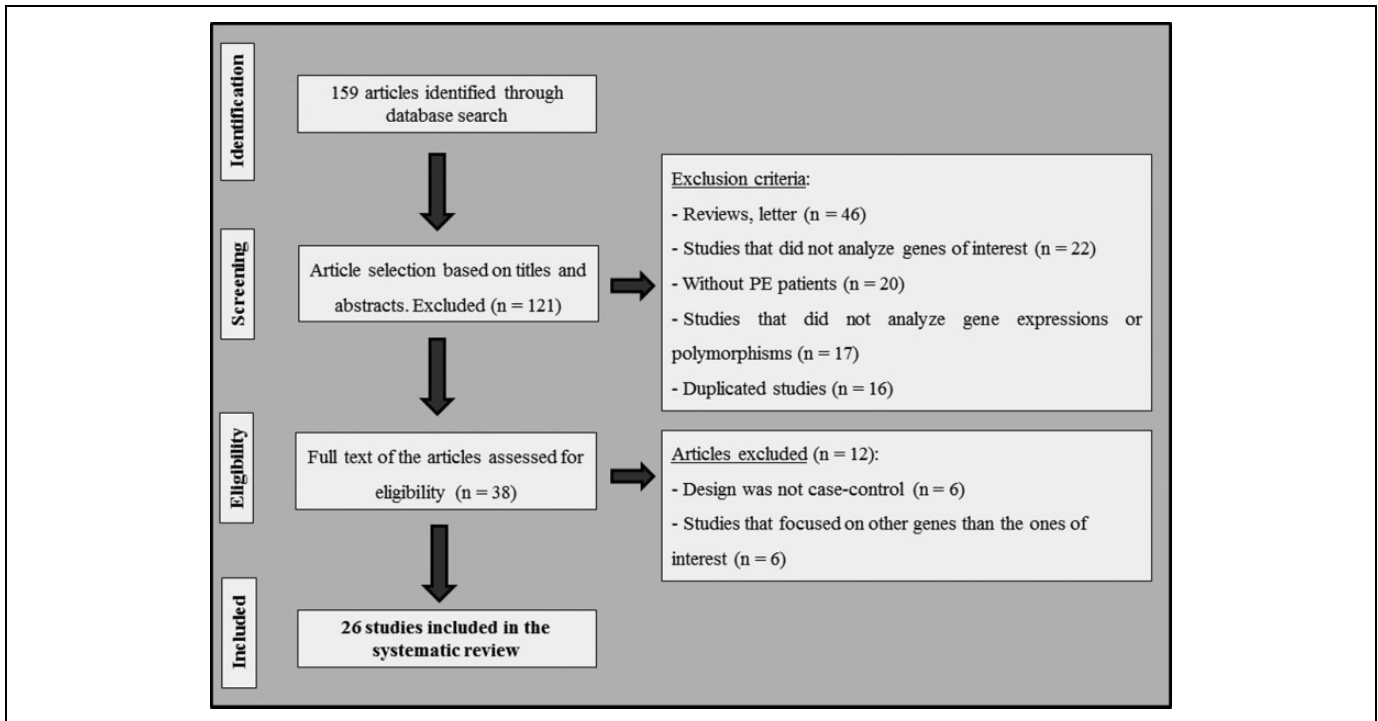 Identification
159 articles identified through
database search
Screening
Article selection based on titles and
abstracts. Excluded (n = 121)
Exclusion criteria:
- Reviews, letter (n = 46)
- Studies that did not analyze genes of interest (n = 22)
- Without PE patients (n = 20)
- Studies that did not analyze gene expressions or
polymorphisms (n = 17)
- Duplicated studies (n = 16)
Eligibility
Full text of the articles assessed for
eligibility (n = 38)
Articles excluded (n = 12):
- Design was not case-control (n = 6)
- Studies that focused on other genes than the ones of
interest (n = 6)
Included
26 studies included in the
systematic review